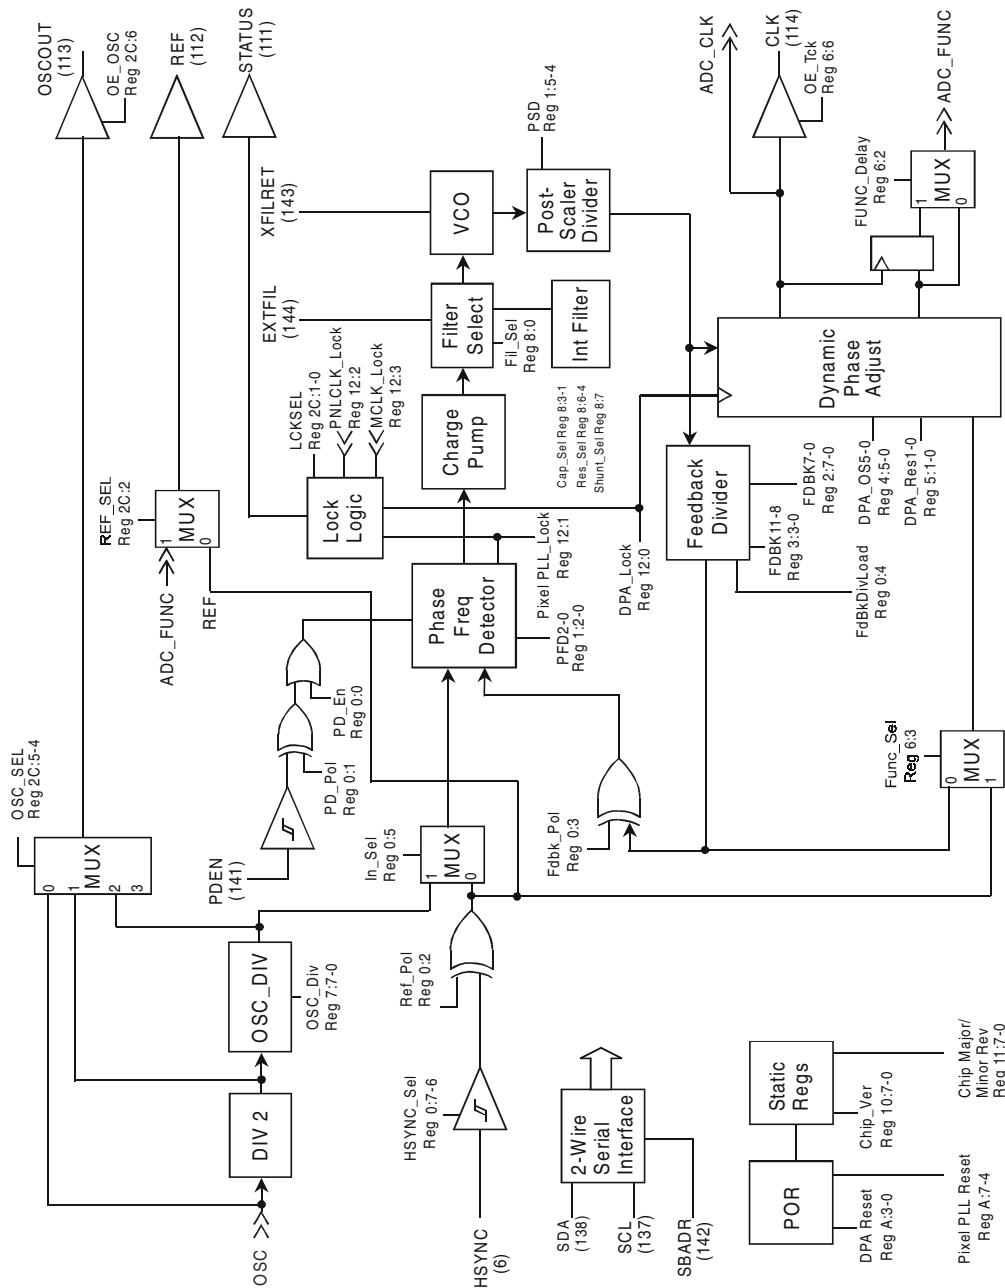 OSC
DIV 2
OSC_DIV
OSC_Div
Reg 7:7-0
OSC_SEL
Reg 2C:5-4
0
1
2
3
MUX
OSCOUT
(113)
OE_OSC
Reg 2C:6
REF
(112)
STATUS
(111)
REF_SEL
Reg 2C:2
1
MUX
0
ADC_FUNC
REF
PDEN
(141)
PD_Pol
Reg 0:1
PD_En
Reg 0:0
LCKSEL
Reg 2C:1-0
PNLCLK_Lock
Reg 12:2
MCLK_Lock
Reg 12:3
Lock
Logic
EXTFIL
(144)
XFILRET
(143)
HSYNC
(6)
HSYNC_Sel
Reg 0:7-6
Ref_Pol
Reg 0:2
In_Sel
Reg 0:5
1
MUX
0
Phase
Freq
Detector
PFD2-0
Reg 1:2-0
Pixel PLL_Lock
Reg 12:1
Charge
Pump
Filter
Select
Fil_Sel
Reg 8:0
Int Filter
VCO
Post-
Scaler
Divider
PSD
Reg 1:5-4
Cap_Sel Reg 8:3-1
Res_Sel Reg 8:6-4
Shunt_Sel Reg 8:7
DPA_Lock
Reg 12:0
Fdbk_Pol
Reg_0:3
Feedback
Divider
FDBK11-8
Reg 3:3-0
FDBK7-0
Reg 2:7-0
FdBkDivLoad
Reg 0:4
SDA
(138)
SCL
(137)
SBADR
(142)
2-Wire
Serial
Interface
Dynamic
Phase
Adjust
DPA_OS5-0
Reg 4:5-0
DPA_Res1-0
Reg 5:1-0
ADC_CLK
CLK
(114)
OE_Tck
Reg 6:6
FUNC_Delay
Reg 6:2
1
MUX
0
ADC_FUNC
Func_Sel
Reg 6:3
0
MUX
1
POR
DPA Reset
Reg A:3-0
Pixel PLL Reset
Reg A:7-4
Static
Regs
Chip_Ver
Reg 10:7-0
Chip Major/
Minor Rev
Reg 11:7-0